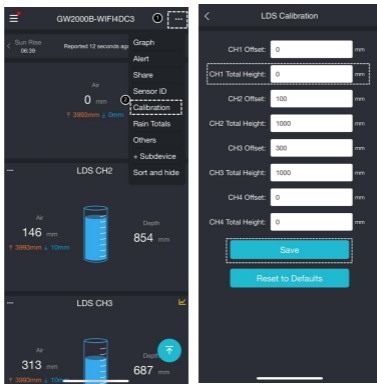 GW2000B-WIFI4DC3
1
...
Sun Rise
06:39
Reported 12 seconds ago
Graph
Alert
Share
Sensor ID
2
Calibration
Rain Totals
Others
+ Subdevice
Sort and hide
Air
0 mm
↑ 3993mm ↓ 0mm
LDS CH2
Air
146 mm
↑ 3993mm ↓ 10mm
Depth
854 mm
LDS CH3
Air
313 mm
↑ 3993mm ↓ 10mm
687 mm
LDS Calibration
CH1 Offset: 0 mm
CH1 Total Height: 0 mm
CH2 Offset: 100 mm
CH2 Total Height: 1000 mm
CH3 Offset: 300 mm
CH3 Total Height: 1000 mm
CH4 Offset: 0 mm
CH4 Total Height: 0 mm
Save
Reset to Defaults